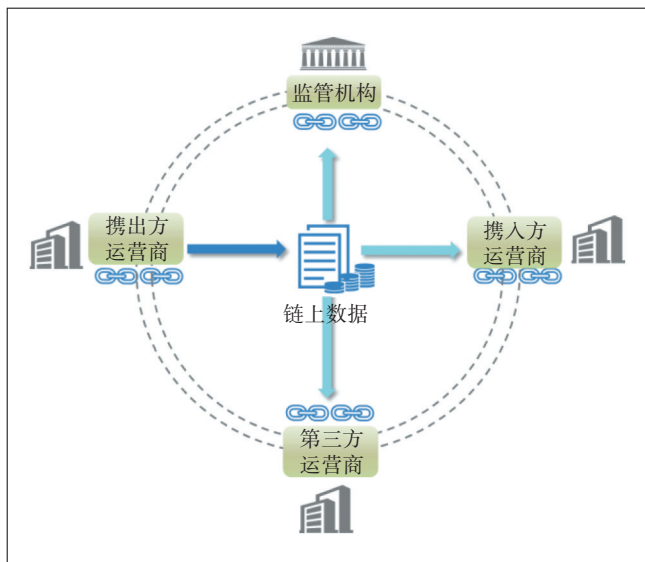 监管机构
携出方
运营商
携入方
运营商
链上数据
第三方
运营商